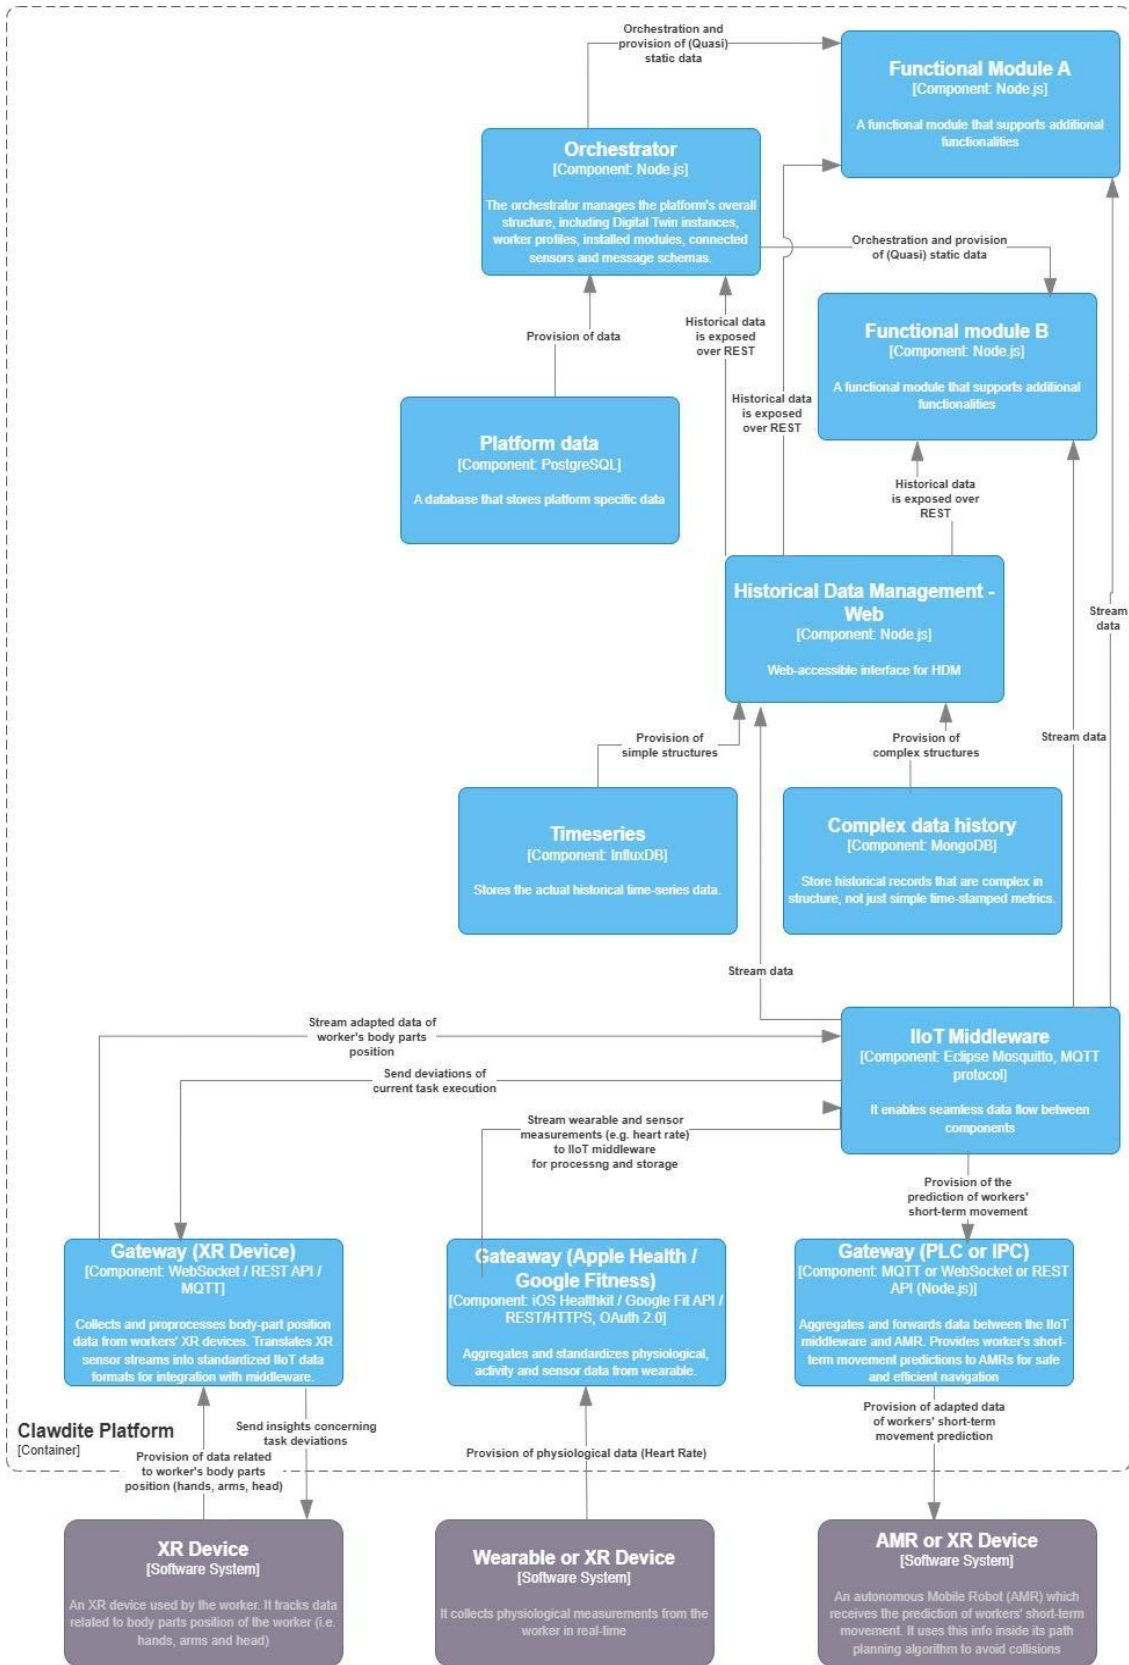 Orchestration and
provision of (Quasi)
static data
Functional Module A
[Component: Node.js]
A functional module that supports additional
functionalities
Orchestrator
[Component: Node.js]
The orchestrator manages the platform's overall
structure, including Digital Twin instances,
worker profiles, installed modules, connected
sensors and message schemas.
Orchestration and provision
of (Quasi) static data
Provision of data
Historical data
is exposed
over REST
Functional module B
[Component: Node.js]
A functional module that supports additional
functionalities
Historical data
is exposed
over REST
Platform data
[Component: PostgreSQL]
A database that stores platform specific data
Historical data
is exposed over
REST
Historical Data Management -
Web
[Component: Node.js]
Web-accessible interface for HDM
Stream
data
Provision of
simple structures
Stream data
Provision of
complex structures
Timeseries
[Component: InfluxDB]
Stores the actual historical time-series data.
Complex data history
[Component: MongoDB]
Store historical records that are complex in
structure, not just simple time-stamped metrics.
Stream data
Stream adapted data of
worker's body parts
position
IIoT Middleware
[Component: Eclipse Mosquitto, MQTT
protocol]
It enables seamless data flow between
components
Send deviations of
current task execution
Stream wearable and sensor
measurements (e.g. heart rate)
to IIoT middleware
for processng and storage
Provision of the
prediction of workers'
short-term movement
Gateway (XR Device)
[Component: WebSocket / REST API /
MQTT]
Collects and proprocesses body-part position
data from workers' XR devices. Translates XR
sensor streams into standardized IIoT data
formats for integration with middleware.
Gateaway (Apple Health /
Google Fitness)
[Component: iOS Healthkit / Google Fit API /
REST/HTTPS, OAuth 2.0]
Aggregates and standardizes physiological,
activity and sensor data from wearable.
Gateway (PLC or IPC)
[Component: MQTT or WebSocket or REST
API (Node.js)]
Aggregates and forwards data between the IIoT
middleware and AMR. Provides worker's short-
term movement predictions to AMRs for safe
and efficient navigation
Clawdite Platform
[Container]
Send insights concerning
task deviations
Provision of data related
to worker's body parts
position (hands, arms, head)
Provision of physiological data (Heart Rate)
Provision of adapted data
of workers' short-term
movement prediction
XR Device
[Software System]
An XR device used by the worker. It tracks data
related to body parts position of the worker (i.e.
hands, arms and head)
Wearable or XR Device
[Software System]
It collects physiological measurements from the
worker in real-time
AMR or XR Device
[Software System]
An autonomous Mobile Robot (AMR) which
receives the prediction of workers' short-term
movement. It uses this info inside its path
planning algorithm to avoid collisions